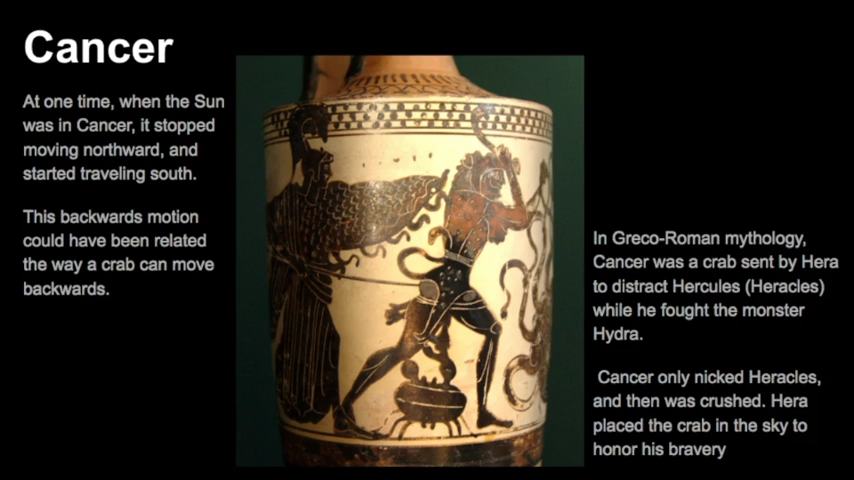 Cancer
At one time, when the Sun
was in Cancer, it stopped
moving northward, and
started traveling south.
This backwards motion
could have been related
the way a crab can move
backwards.
In Greco-Roman mythology,
Cancer was a crab sent by Hera
to distract Hercules (Heracles)
while he fought the monster
Hydra.
Cancer only nicked Heracles,
and then was crushed. Hera
placed the crab in the sky to
honor his bravery